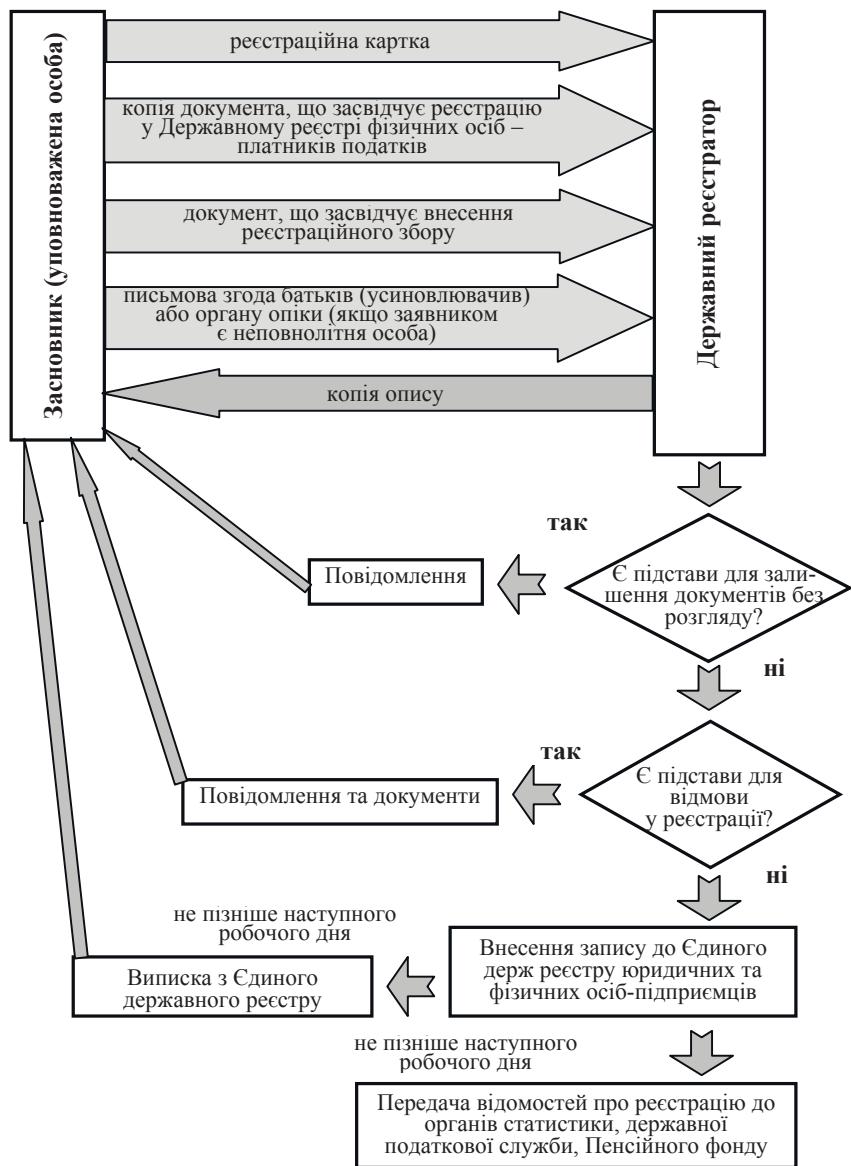 Засновник (уповноважена особа)
реєстраційна картка
копія документа, що засвідчує реєстрацію
у Державному реєстрі фізичних осіб –
платників податків
документ, що засвідчує внесення
реєстраційного збору
письмова згода батьків (усиновлювачив)
або органу опіки (якщо заявником
є неповнолітня особа)
копія опису
Державний реєстратор
так
Є підстави для зали-
шення документів без
розгляду?
Повідомлення
ні
так
Є підстави для
відмови
у реєстрації?
Повідомлення та документи
ні
не пізніше наступного
робочого дня
Внесення запису до Єдиного
держ реєстру юридичних та
фізичних осіб-підприємців
Виписка з Єдиного
державного реєстру
не пізніше наступного
робочого дня
Передача відомостей про реєстрацію до
органів статистики, державної
податкової служби, Пенсійного фонду